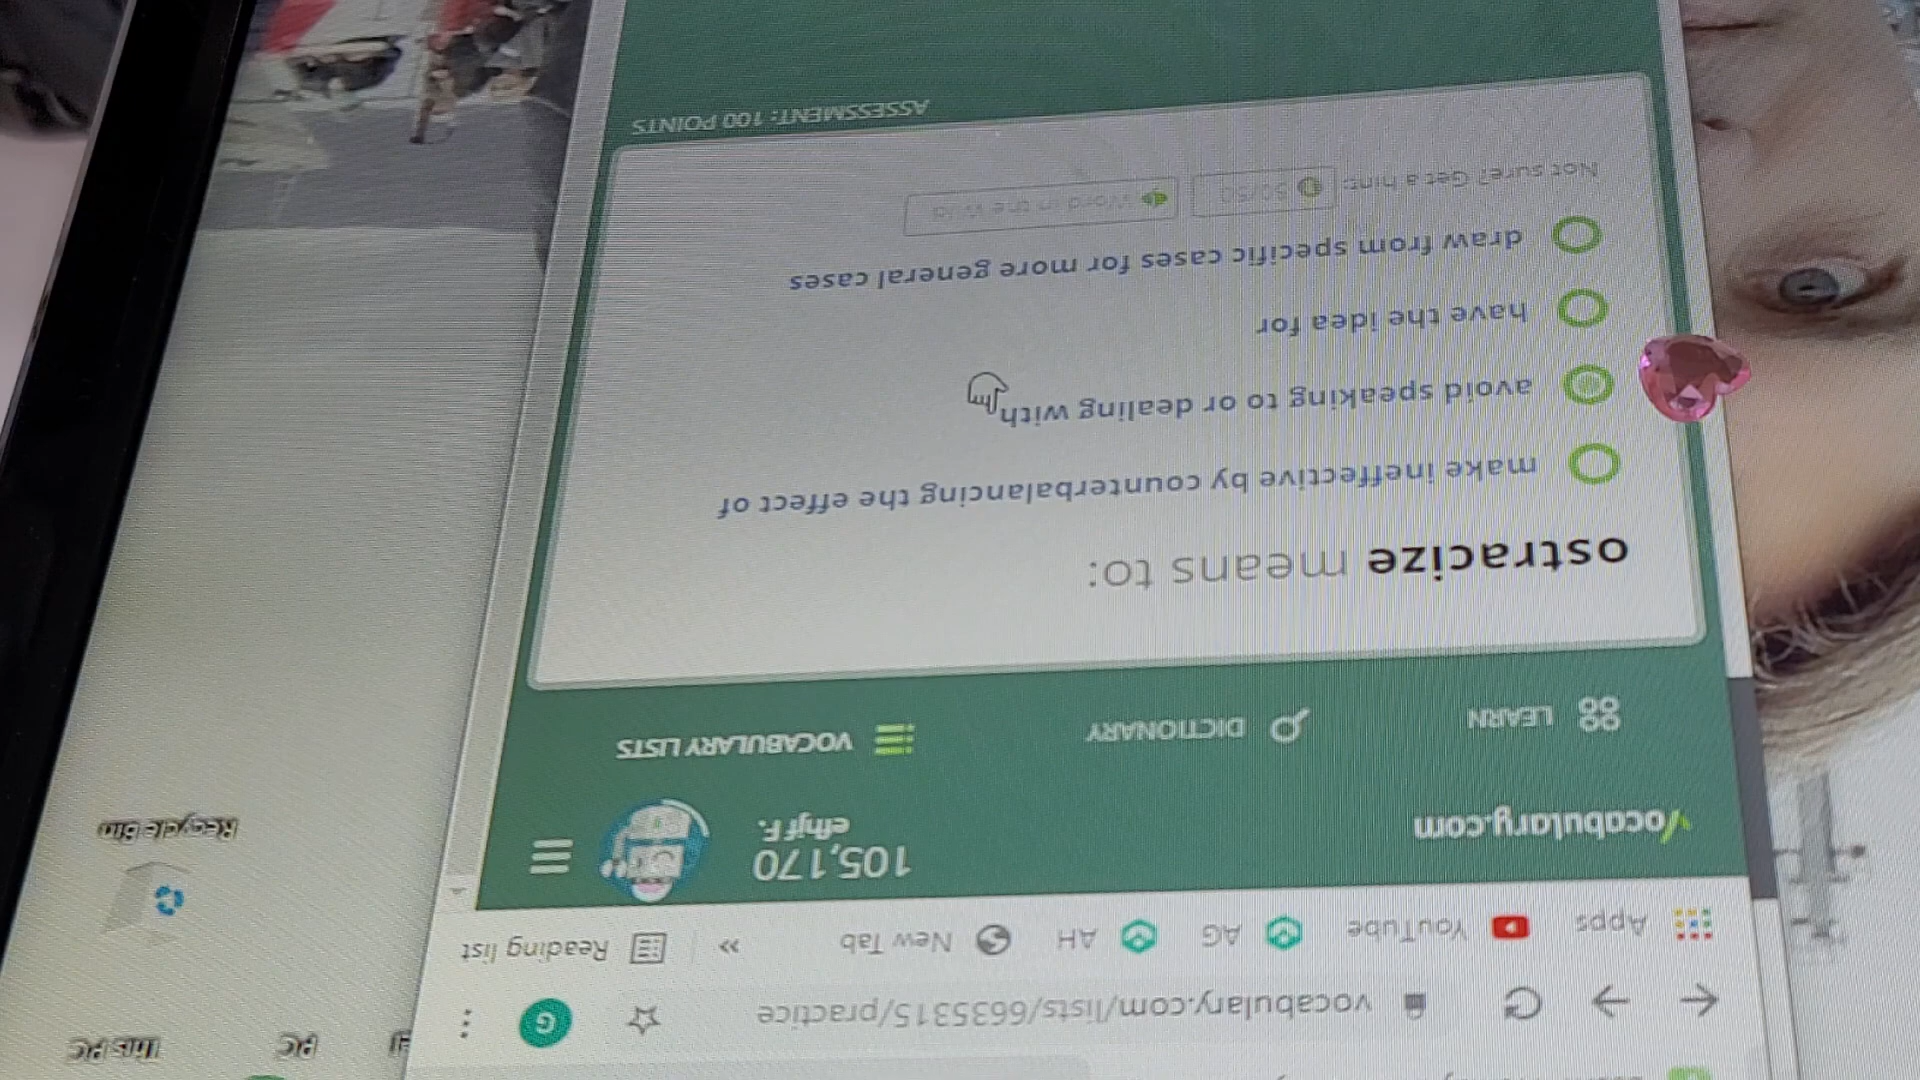 This PC
PC
vocabulary.com/lists/6635315/practice
G
Apps
YouTube
AG
AH
New Tab
»
Reading list
Recycle Bin
Vocabulary.com
105,170
efhjf F.
LEARN
DICTIONARY
VOCABULARY LISTS
ostracize means to:
make ineffective by counterbalancing the effect of
avoid speaking to or dealing with
have the idea for
draw from specific cases for more general cases
Not sure? Get a hint:
50/50
Word in the Wild
ASSESSMENT: 100 POINTS